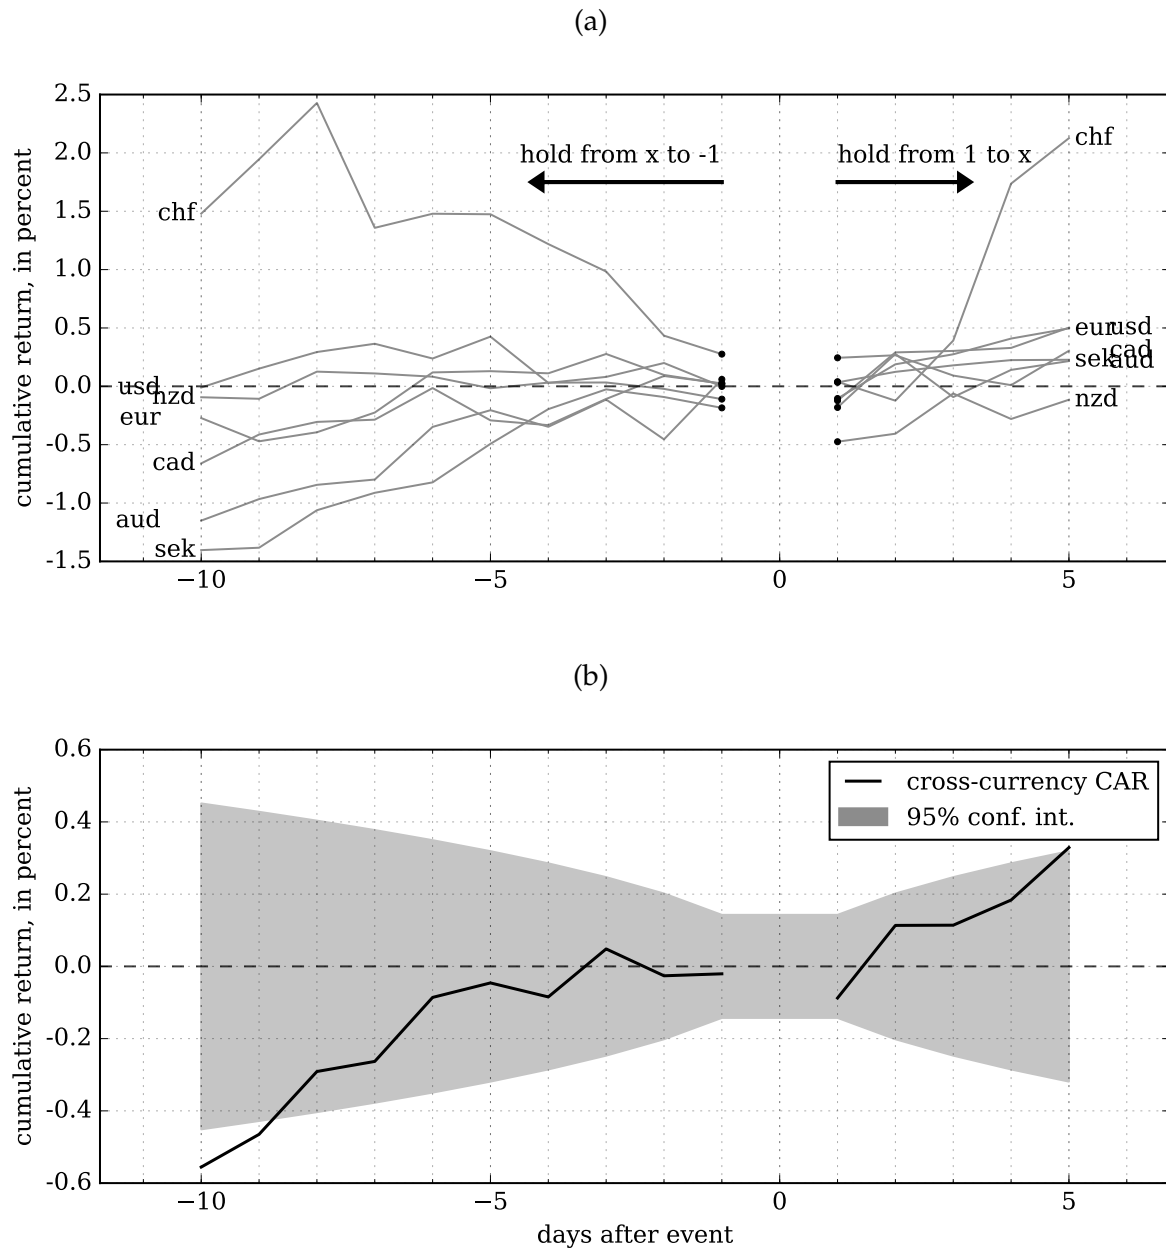 (a)
cumulative return, in percent
2.5
2.0
1.5
1.0
0.5
0.0
-0.5
-1.0
-1.5
hold from x to -1
hold from 1 to x
chf
usd
nzd
eur
cad
aud
sek
chf
eur
usd
cad
sek
aud
nzd
−10
−5
0
5
(b)
cumulative return, in percent
0.6
0.4
0.2
0.0
-0.2
-0.4
-0.6
cross-currency CAR
95% conf. int.
−10
−5
0
5
days after event